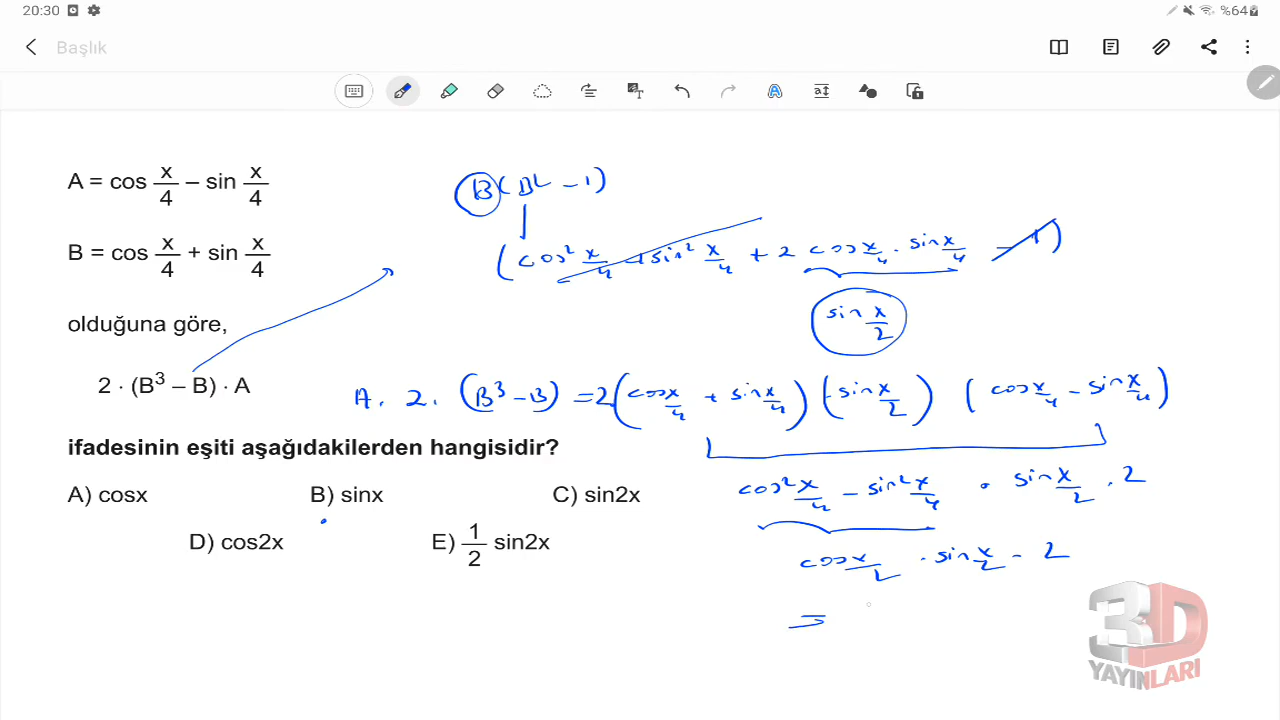 20:30 %64
Başlık
A = cos x/4 – sin x/4
B = cos x/4 + sin x/4
olduğuna göre,
2 · (B³ – B) · A
ifadesinin eşiti aşağıdakilerden hangisidir?
A) cosx B) sinx C) sin2x
D) cos2x E) 1/2 sin2x
B(B² – 1)
(cos² x/4 + sin² x/4 + 2 cos x/4 · sin x/4 – 1)
sin x/2
A. 2. (B³ – B) = 2(cos x/4 + sin x/4) (sin x/2) (cos x/4 – sin x/4)
cos² x/4 – sin² x/4 · sin x/2 . 2
cos x/2 · sin x/2 · 2
=
3D
YAYINLARI